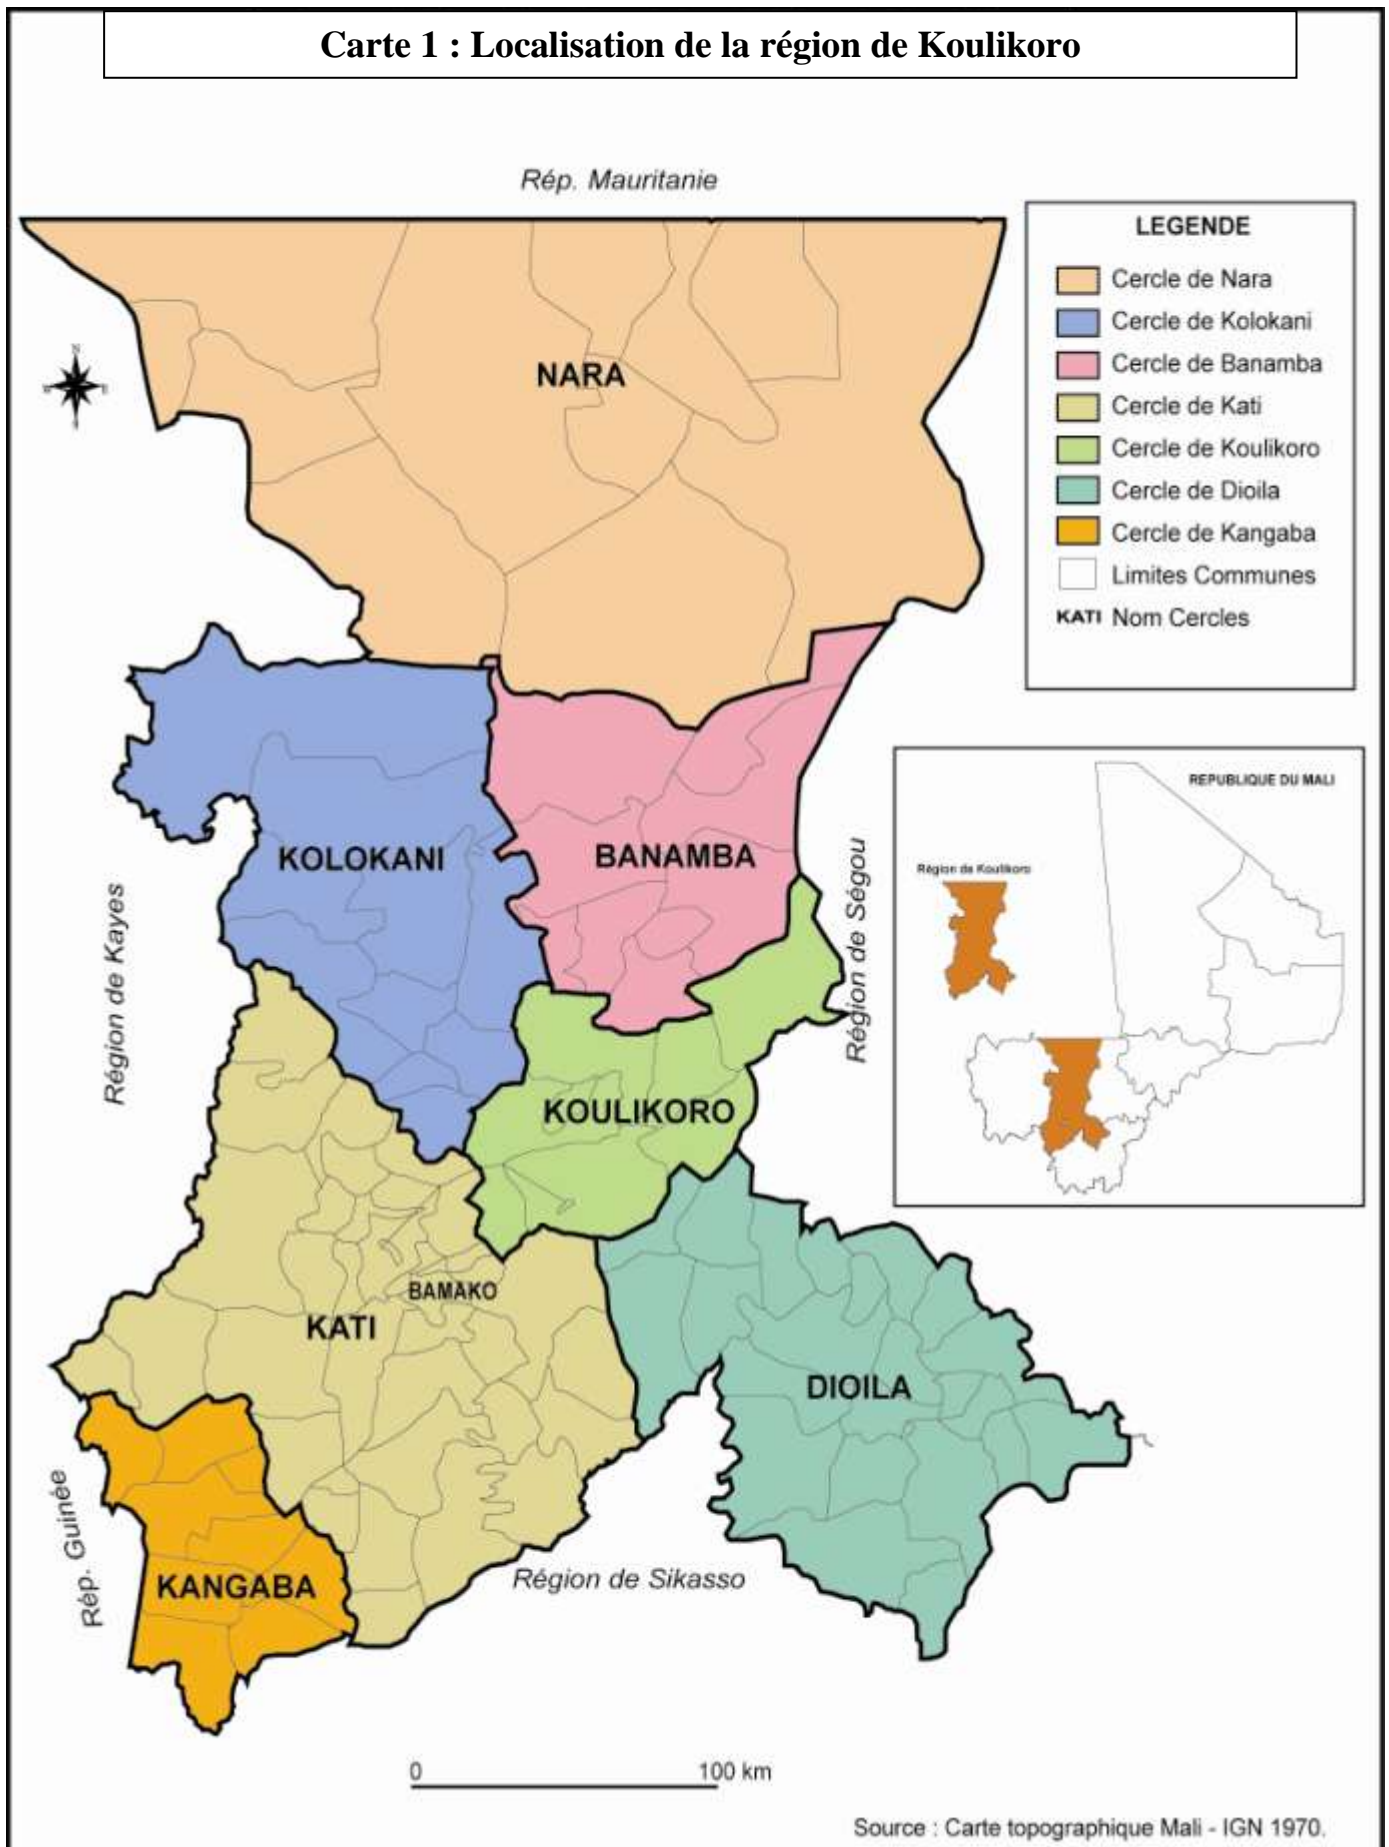 Carte 1 : Localisation de la région de Koulikoro
Rép. Mauritanie
LEGENDE
Cercle de Nara
Cercle de Kolokani
Cercle de Banamba
Cercle de Kati
Cercle de Koulikoro
Cercle de Dioila
Cercle de Kangaba
Limites Communes
KATI Nom Cercles
NARA
REPUBLIQUE DU MALI
Région de Koulikoro
KOLOKANI
BANAMBA
Région de Kayes
Région de Ségou
KOULIKORO
BAMAKO
KATI
DIOILA
Rép. Guinée
KANGABA
Région de Sikasso
0 100 km
Source : Carte topographique Mali - IGN 1970.